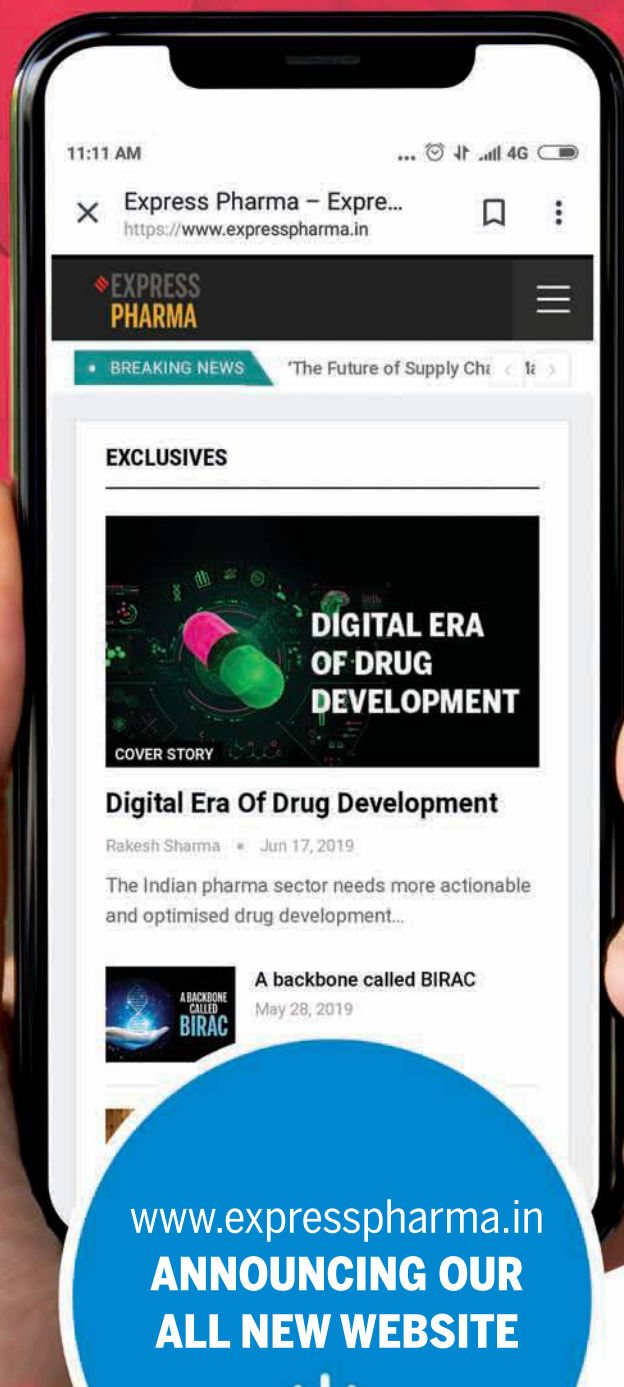 11:11 AM
... 4G
Express Pharma – Expre...
https://www.expresspharma.in
EXPRESS
PHARMA
BREAKING NEWS
'The Future of Supply
EXCLUSIVES
DIGITAL ERA
OF DRUG
DEVELOPMENT
COVER STORY
Digital Era Of Drug Development
Rakesh Sharma • Jun 17, 2019
The Indian pharma sector needs more actionable
and optimised drug development...
A BACKBONE
CALLED
BIRAC
A backbone called BIRAC
May 28, 2019
www.expresspharma.in
ANNOUNCING OUR
ALL NEW WEBSITE